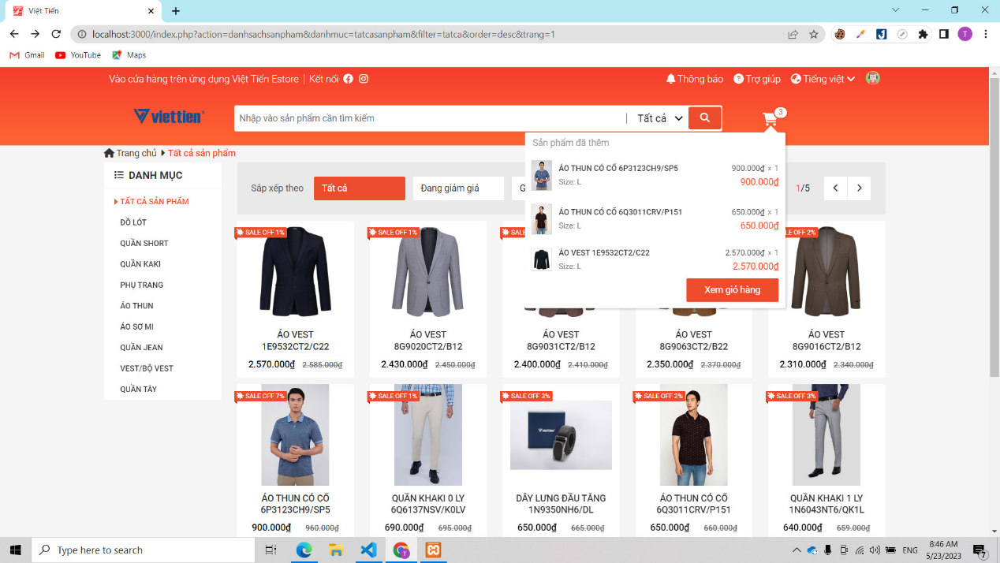 Việt Tiến
localhost:3000/index.php?action=danhsachsanpham&danhmuc=tatcasanpham&filter=tatca&order=desc&trang=1
T
Gmail YouTube Maps
Vào cửa hàng trên ứng dụng Việt Tiến Estore | Kết nối
Thông báo Trợ giúp Tiếng việt
viettien
Nhập vào sản phẩm cần tìm kiếm
Tất cả
3
Trang chủ Tất cả sản phẩm
DANH MỤC
TẤT CẢ SẢN PHẨM
ĐỒ LÓT
QUẦN SHORT
QUẦN KAKI
PHỤ TRANG
ÁO THUN
ÁO SƠ MI
QUẦN JEAN
VEST/BỘ VEST
QUẦN TÂY
Sắp xếp theo Tất cả Đang giảm giá G
1/5
Sản phẩm đã thêm
ÁO THUN CÓ CỔ 6P3123CH9/SP5 900.000₫ x 1
Size: L 900.000₫
ÁO THUN CÓ CỔ 6Q3011CRV/P151 650.000₫ x 1
Size: L 650.000₫
ÁO VEST 1E9532CT2/C22 2.570.000₫ x 1
Size: L 2.570.000₫
Xem giỏ hàng
SALE OFF 1%
ÁO VEST
1E9532CT2/C22
2.570.000₫ 2.585.000₫
SALE OFF 1%
ÁO VEST
8G9020CT2/B12
2.430.000₫ 2.450.000₫
SALE
ÁO VEST
8G9031CT2/B12
2.400.000₫ 2.410.000₫
ÁO VEST
8G9063CT2/B22
2.350.000₫ 2.370.000₫
LE OFF 2%
ÁO VEST
8G9016CT2/B12
2.310.000₫ 2.340.000₫
SALE OFF 7%
ÁO THUN CÓ CỔ
6P3123CH9/SP5
900.000₫ 960.000₫
SALE OFF 1%
QUẦN KHAKI 0 LY
6Q6137NSV/K0LV
690.000₫ 695.000₫
SALE OFF 3%
viettien
DÂY LƯNG ĐẦU TĂNG
1N9350NH6/DL
650.000₫ 665.000₫
SALE OFF 2%
ÁO THUN CÓ CỔ
6Q3011CRV/P151
650.000₫ 660.000₫
SALE OFF 3%
QUẦN KHAKI 1 LY
1N6043NT6/QK1L
640.000₫ 659.000₫
Type here to search
ENG
8:46 AM
5/23/2023
7